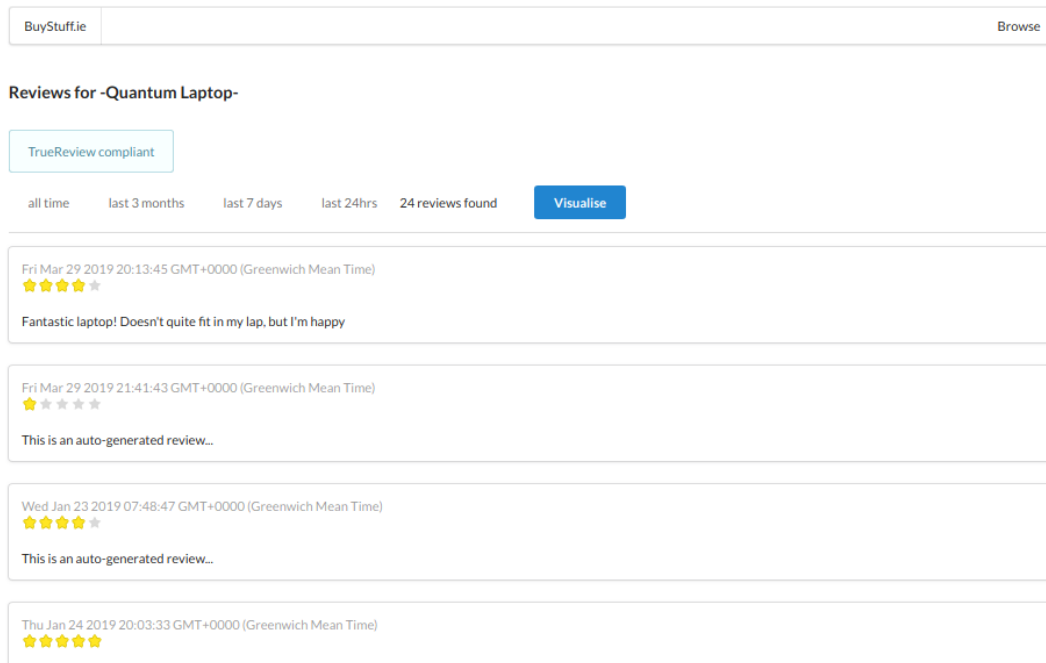 BuyStuff.ie
Browse
Reviews for -Quantum Laptop-
TrueReview compliant
all time last 3 months last 7 days last 24hrs 24 reviews found Visualise
Fri Mar 29 2019 20:13:45 GMT+0000 (Greenwich Mean Time)
Fantastic laptop! Doesn't quite fit in my lap, but I'm happy
Fri Mar 29 2019 21:41:43 GMT+0000 (Greenwich Mean Time)
This is an auto-generated review...
Wed Jan 23 2019 07:48:47 GMT+0000 (Greenwich Mean Time)
This is an auto-generated review...
Thu Jan 24 2019 20:03:33 GMT+0000 (Greenwich Mean Time)